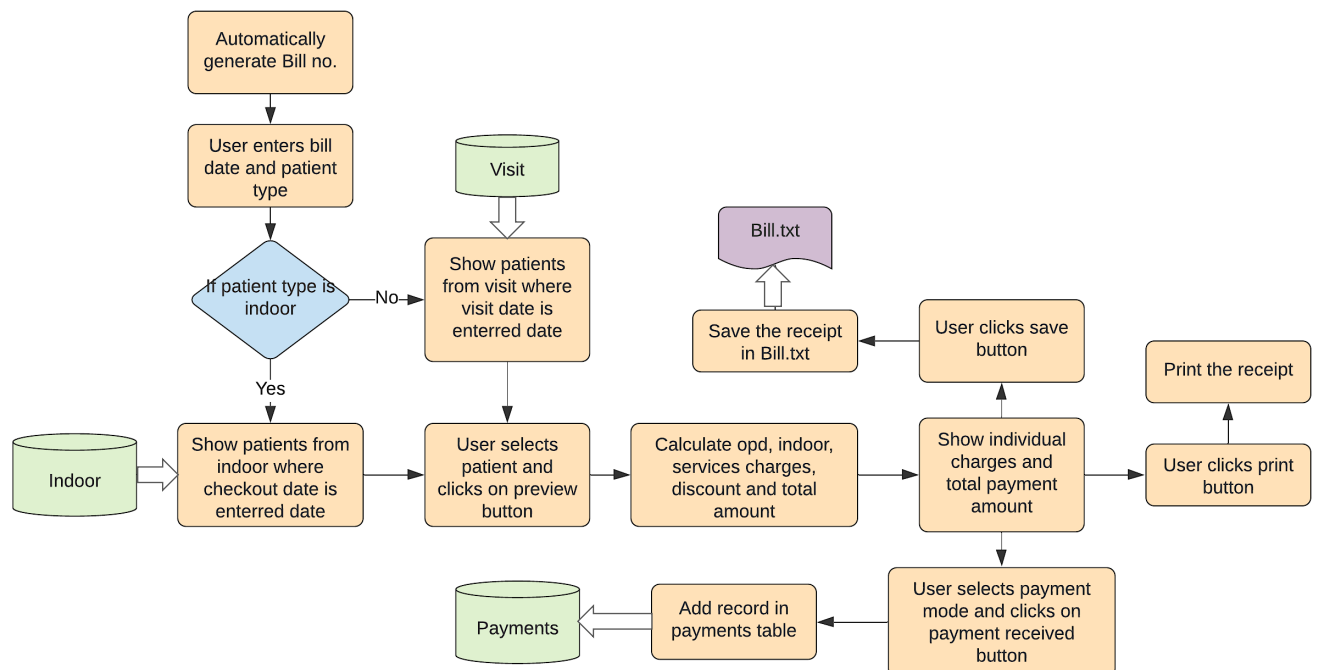 Automatically
generate Bill no.
User enters bill
date and patient
type
If patient type is
indoor
No
Yes
Visit
Show patients
from visit where
visit date is
enterred date
Indoor
Show patients from
indoor where
checkout date is
enterred date
User selects
patient and
clicks on preview
button
Calculate opd, indoor,
services charges,
discount and total
amount
Show individual
charges and
total payment
amount
User clicks save
button
Save the receipt
in Bill.txt
Bill.txt
User clicks print
button
Print the receipt
User selects payment
mode and clicks on
payment received
button
Add record in
payments table
Payments